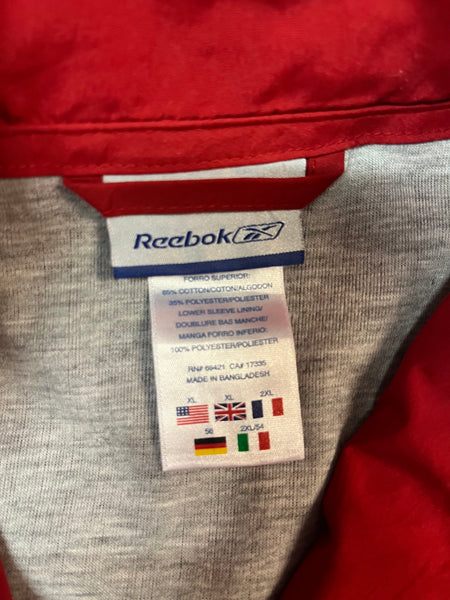 Reebok
FORRO SUPERIOR:
65% COTTON/COTON/ALGODON
35% POLYESTER/POLIESTER
LOWER SLEEVE LINING/
DOUBLURE BAS MANCHE/
MANGA FORRO INFERIO:
100% POLYESTER/POLIESTER
RN# 69421 CA# 17335
MADE IN BANGLADESH
XL XL 2XL
56 2XL/54